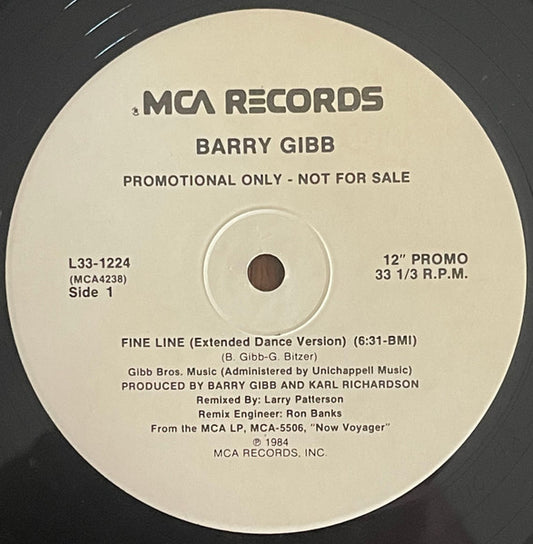 MCA RECORDS
BARRY GIBB
PROMOTIONAL ONLY - NOT FOR SALE
L33-1224
(MCA4238)
Side 1
12" PROMO
33 1/3 R.P.M.
FINE LINE (Extended Dance Version) (6:31-BMI)
(B. Gibb-G. Bitzer)
Gibb Bros. Music (Administered by Unichappell Music)
PRODUCED BY BARRY GIBB AND KARL RICHARDSON
Remixed By: Larry Patterson
Remix Engineer: Ron Banks
From the MCA LP, MCA-5506, "Now Voyager"
℗ 1984
MCA RECORDS, INC.